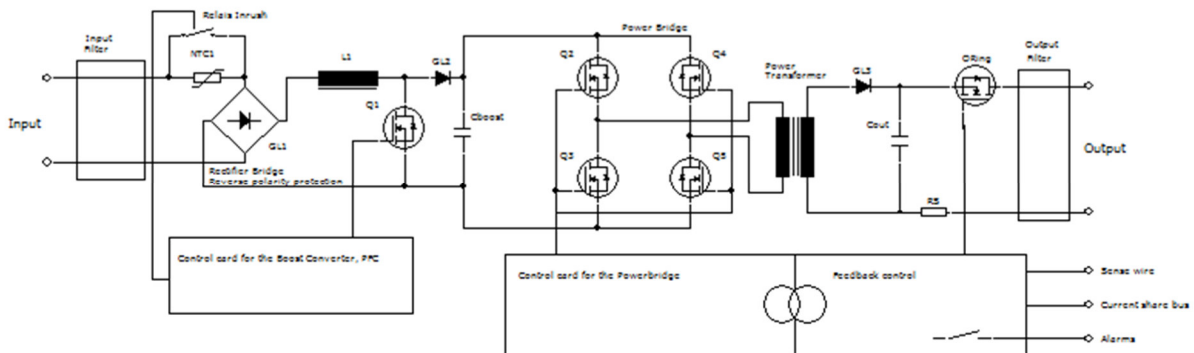 Relais Inrush
Input
Filter
NTC1
L1
GL2
Q1
Cboost
Input
GL1
Rectifier Bridge
Reverse polarity protection
Power Bridge
Q2
Q4
Q3
Q5
Power
Transformer
GL3
ORing
Output
Filter
Cout
Output
RS
Control card for the Boost Converter, PFC
Control card for the Powerbridge
Feedback control
Sense wire
Current share bus
Alarms